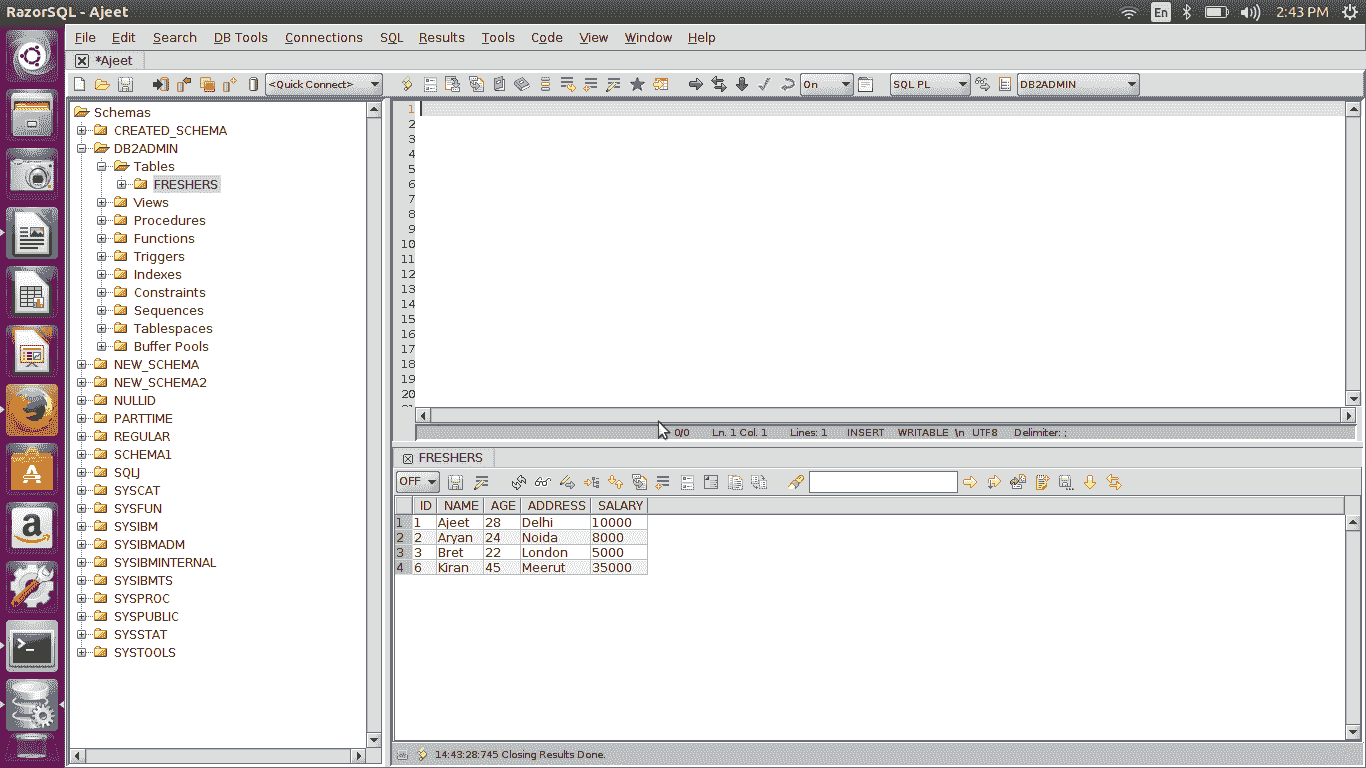 RazorSQL - Ajeet
En
2:43 PM
File Edit Search DB Tools Connections SQL Results Tools Code View Window Help
*Ajeet
<Quick Connect>
On
SQL PL
DB2ADMIN
Schemas
CREATED_SCHEMA
DB2ADMIN
Tables
FRESHERS
Views
Procedures
Functions
Triggers
Indexes
Constraints
Sequences
Tablespaces
Buffer Pools
NEW_SCHEMA
NEW_SCHEMA2
NULLID
PARTTIME
REGULAR
SCHEMA1
SQLJ
SYSCAT
SYSFUN
SYSIBM
SYSIBMADM
SYSIBMINTERNAL
SYSIBMTS
SYSPROC
SYSPUBLIC
SYSSTAT
SYSTOOLS
1
2
3
4
5
6
7
8
9
10
11
12
13
14
15
16
17
18
19
20
0/0 Ln. 1 Col. 1 Lines: 1 INSERT WRITABLE \n UTF8 Delimiter: ;
FRESHERS
OFF
ID NAME AGE ADDRESS SALARY
1 1 Ajeet 28 Delhi 10000
2 2 Aryan 24 Noida 8000
3 3 Bret 22 London 5000
4 6 Kiran 45 Meerut 35000
14:43:28:745 Closing Results Done.